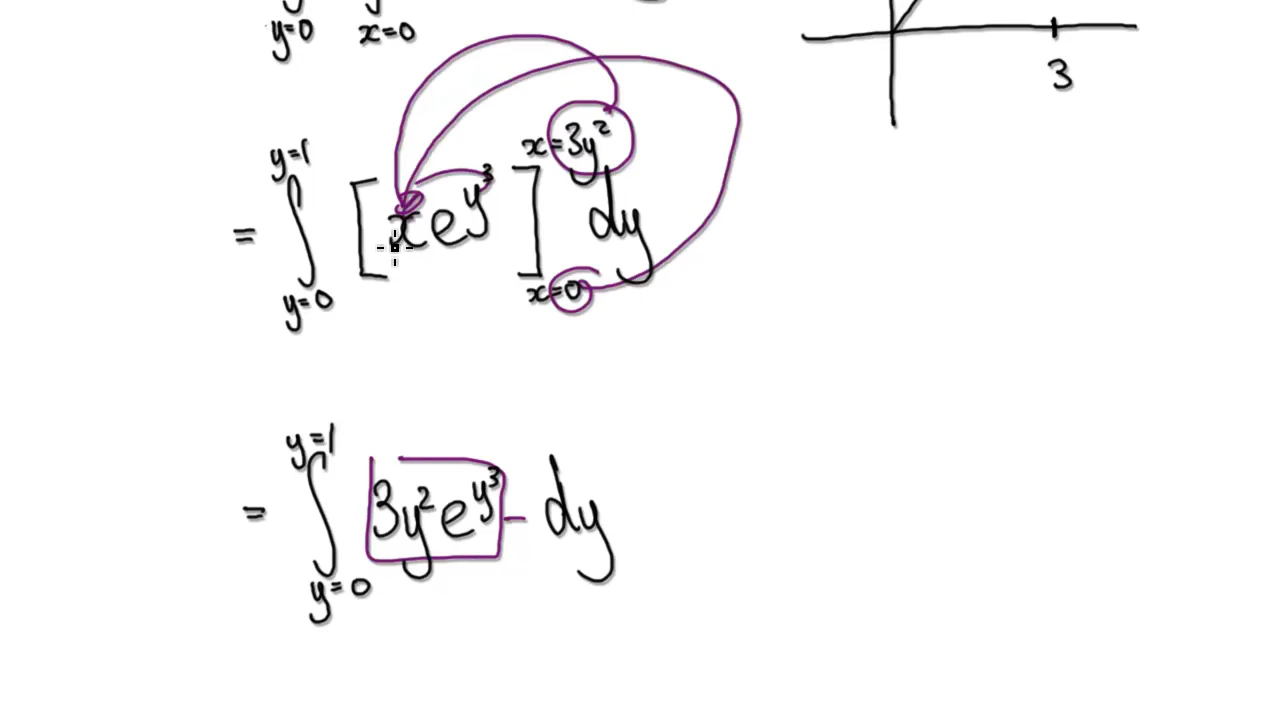 y=0 x=0
3
y=1 x=3y²
= ∫ [xe^y³] dy
y=0 x=0
y=1
= ∫ 3y²e^y³ - dy
y=0